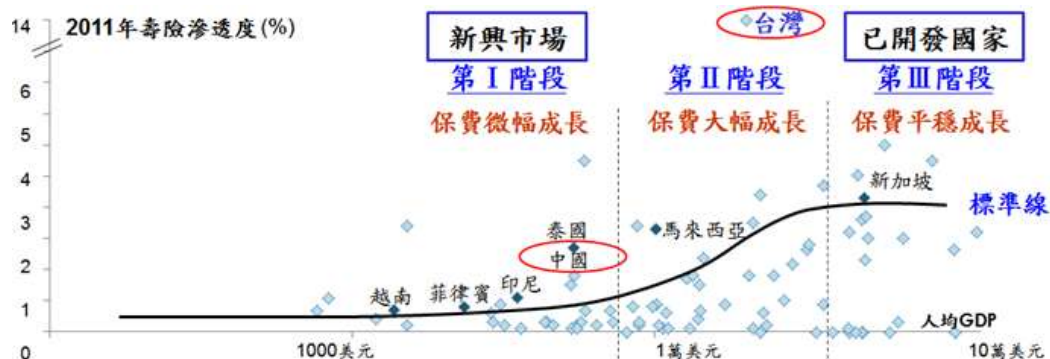 14
2011年壽險滲透度(%)
新興市場
台灣
已開發國家
第Ⅰ階段
第Ⅱ階段
第Ⅲ階段
保費微幅成長
保費大幅成長
保費平穩成長
6
5
4
3
3
2
1
0
新加坡
標準線
泰國
馬來西亞
中國
越南
菲律賓
印尼
人均GDP
1000美元
1萬美元
10萬美元